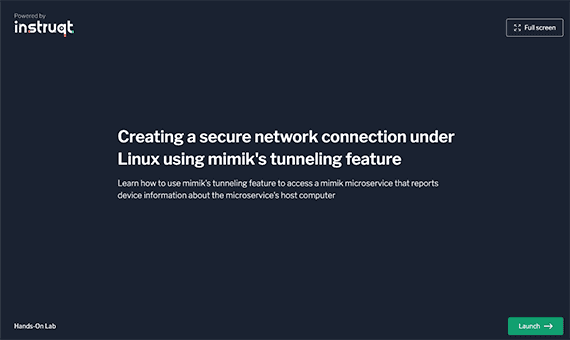 Powered by
instruqt
Full screen
Creating a secure network connection under
Linux using mimik's tunneling feature
Learn how to use mimik's tunneling feature to access a mimik microservice that reports
device information about the microservice's host computer
Hands-On Lab
Launch